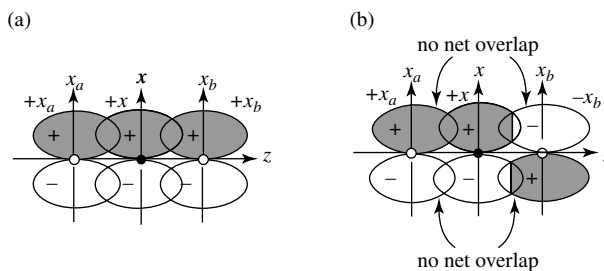 (a)
x_a x x_b
+x_a +x +x_b
+ + +
z
– – –
(b)
no net overlap
x_a x x_b
+x_a +x –x_b
+ + –
– – +
no net overlap